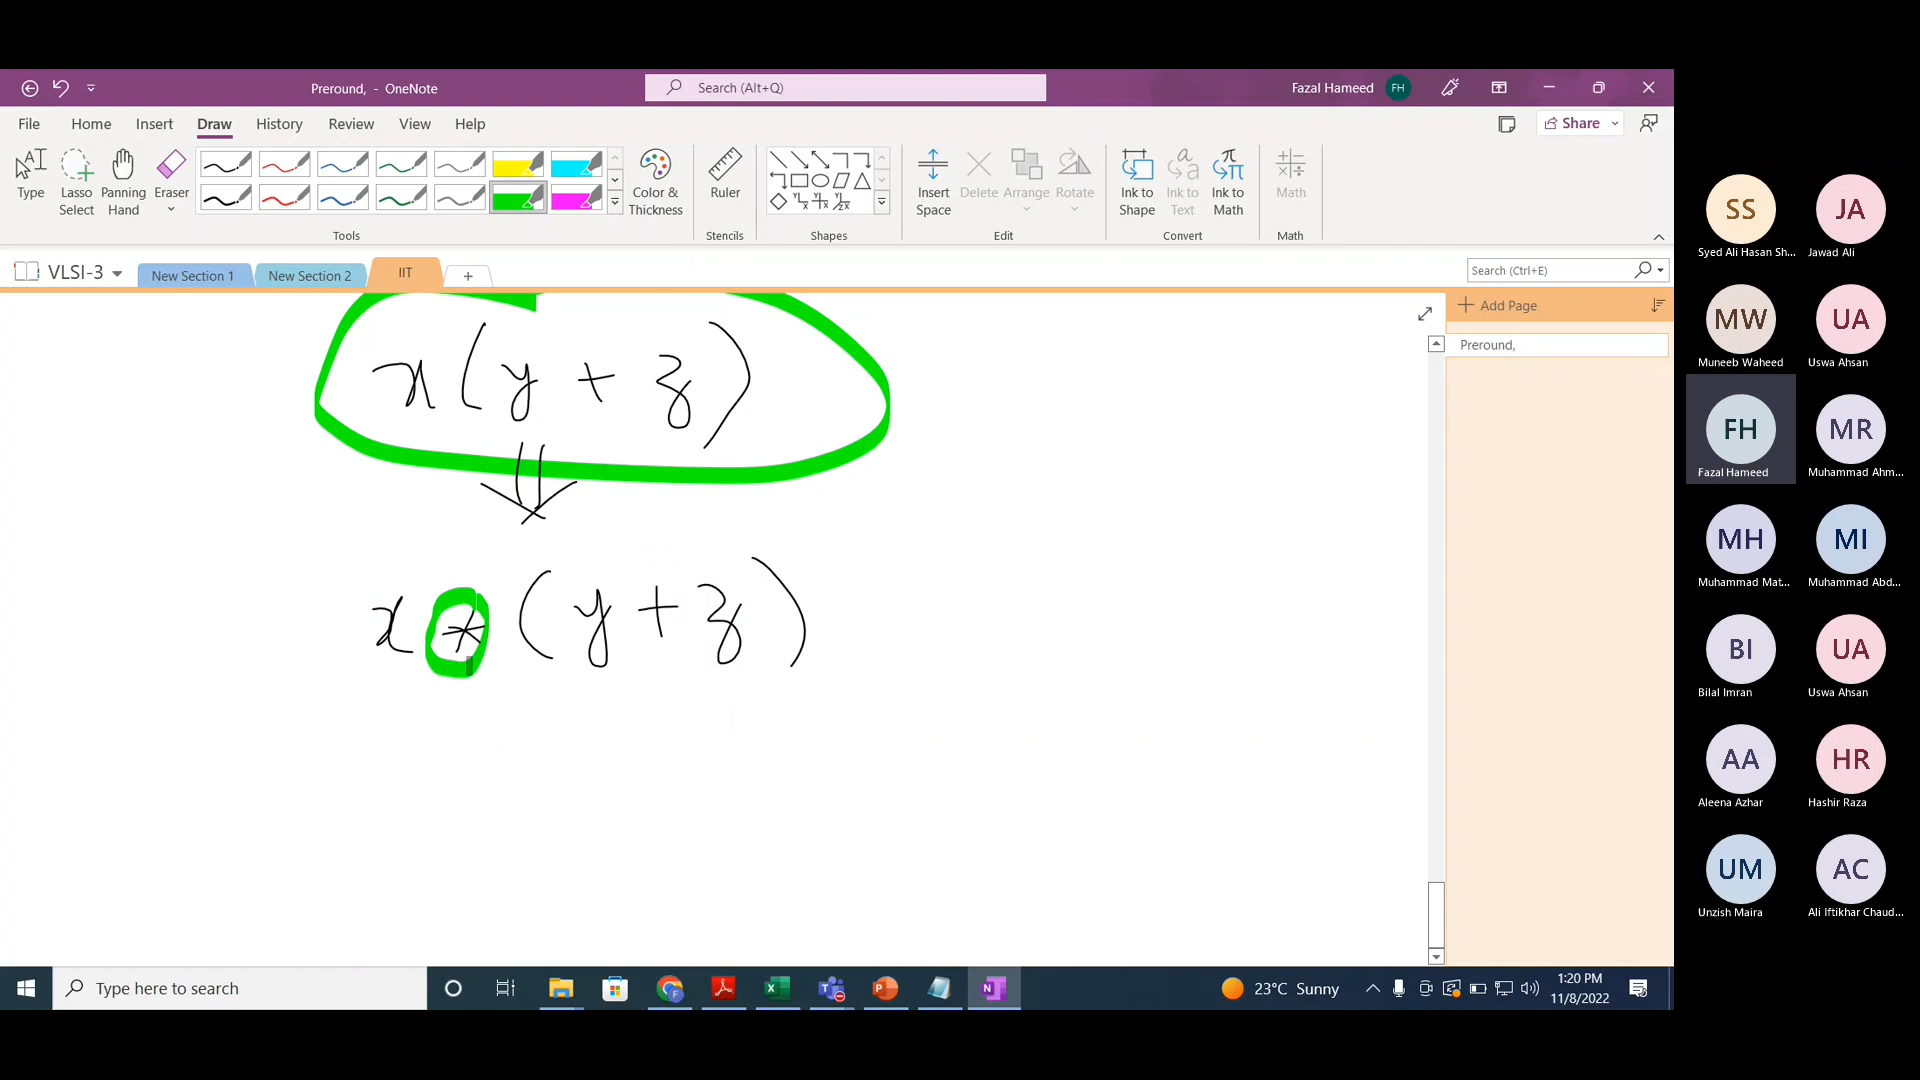 Preround, - OneNote
Search (Alt+Q)
Fazal Hameed
FH
File
Home
Insert
Draw
History
Review
View
Help
Share
Type
Lasso Select
Panning Hand
Eraser
Color & Thickness
Ruler
Insert Space
Delete
Arrange
Rotate
Ink to Shape
Ink to Text
Ink to Math
Math
Tools
Stencils
Shapes
Edit
Convert
Math
VLSI-3
New Section 1
New Section 2
IIT
Search (Ctrl+E)
Add Page
Preround,
x(y + z)
x * (y + z)
SS
Syed Ali Hasan Sh...
JA
Jawad Ali
MW
Muneeb Waheed
UA
Uswa Ahsan
FH
Fazal Hameed
MR
Muhammad Ahm...
MH
Muhammad Mat...
MI
Muhammad Abd...
BI
Bilal Imran
UA
Uswa Ahsan
AA
Aleena Azhar
HR
Hashir Raza
UM
Unzish Maira
AC
Ali Iftikhar Chaud...
Type here to search
23°C Sunny
1:20 PM
11/8/2022